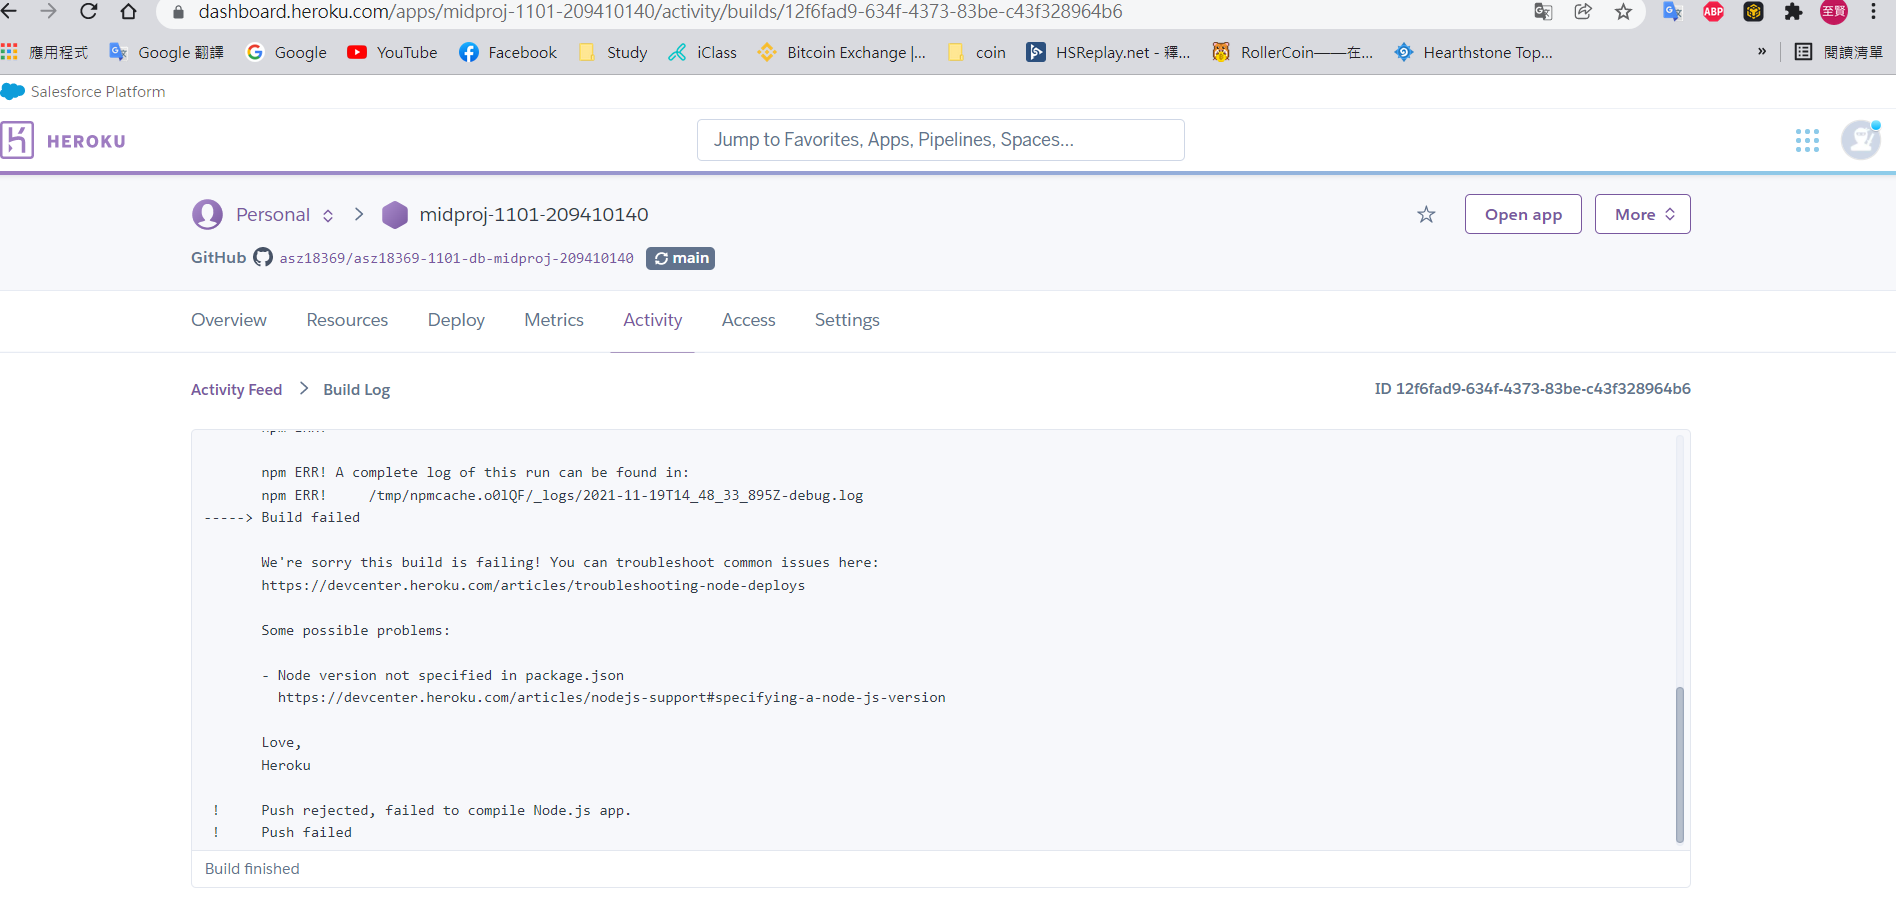 dashboard.heroku.com/apps/midproj-1101-209410140/activity/builds/12f6fad9-634f-4373-83be-c43f328964b6
ABP
至賢
應用程式 Google 翻譯 Google YouTube Facebook Study iClass Bitcoin Exchange |... coin HSReplay.net - 釋... RollerCoin——在... Hearthstone Top... » 閱讀清單
Salesforce Platform
HEROKU
Jump to Favorites, Apps, Pipelines, Spaces...
Personal > midproj-1101-209410140
Open app
More
GitHub asz18369/asz18369-1101-db-midproj-209410140 main
Overview Resources Deploy Metrics Activity Access Settings
Activity Feed > Build Log
ID 12f6fad9-634f-4373-83be-c43f328964b6
npm ERR!
npm ERR! A complete log of this run can be found in:
npm ERR!     /tmp/npmcache.o0lQF/_logs/2021-11-19T14_48_33_895Z-debug.log
-----> Build failed
We're sorry this build is failing! You can troubleshoot common issues here:
https://devcenter.heroku.com/articles/troubleshooting-node-deploys
Some possible problems:
- Node version not specified in package.json
https://devcenter.heroku.com/articles/nodejs-support#specifying-a-node-js-version
Love,
Heroku
!     Push rejected, failed to compile Node.js app.
!     Push failed
Build finished